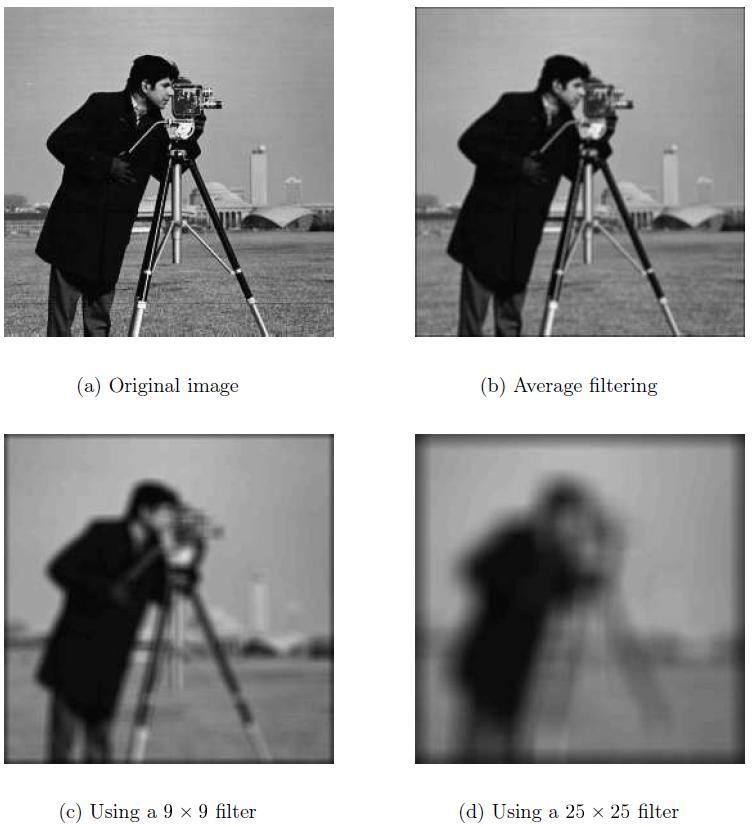 (a) Original image
(b) Average filtering
(c) Using a 9 × 9 filter
(d) Using a 25 × 25 filter